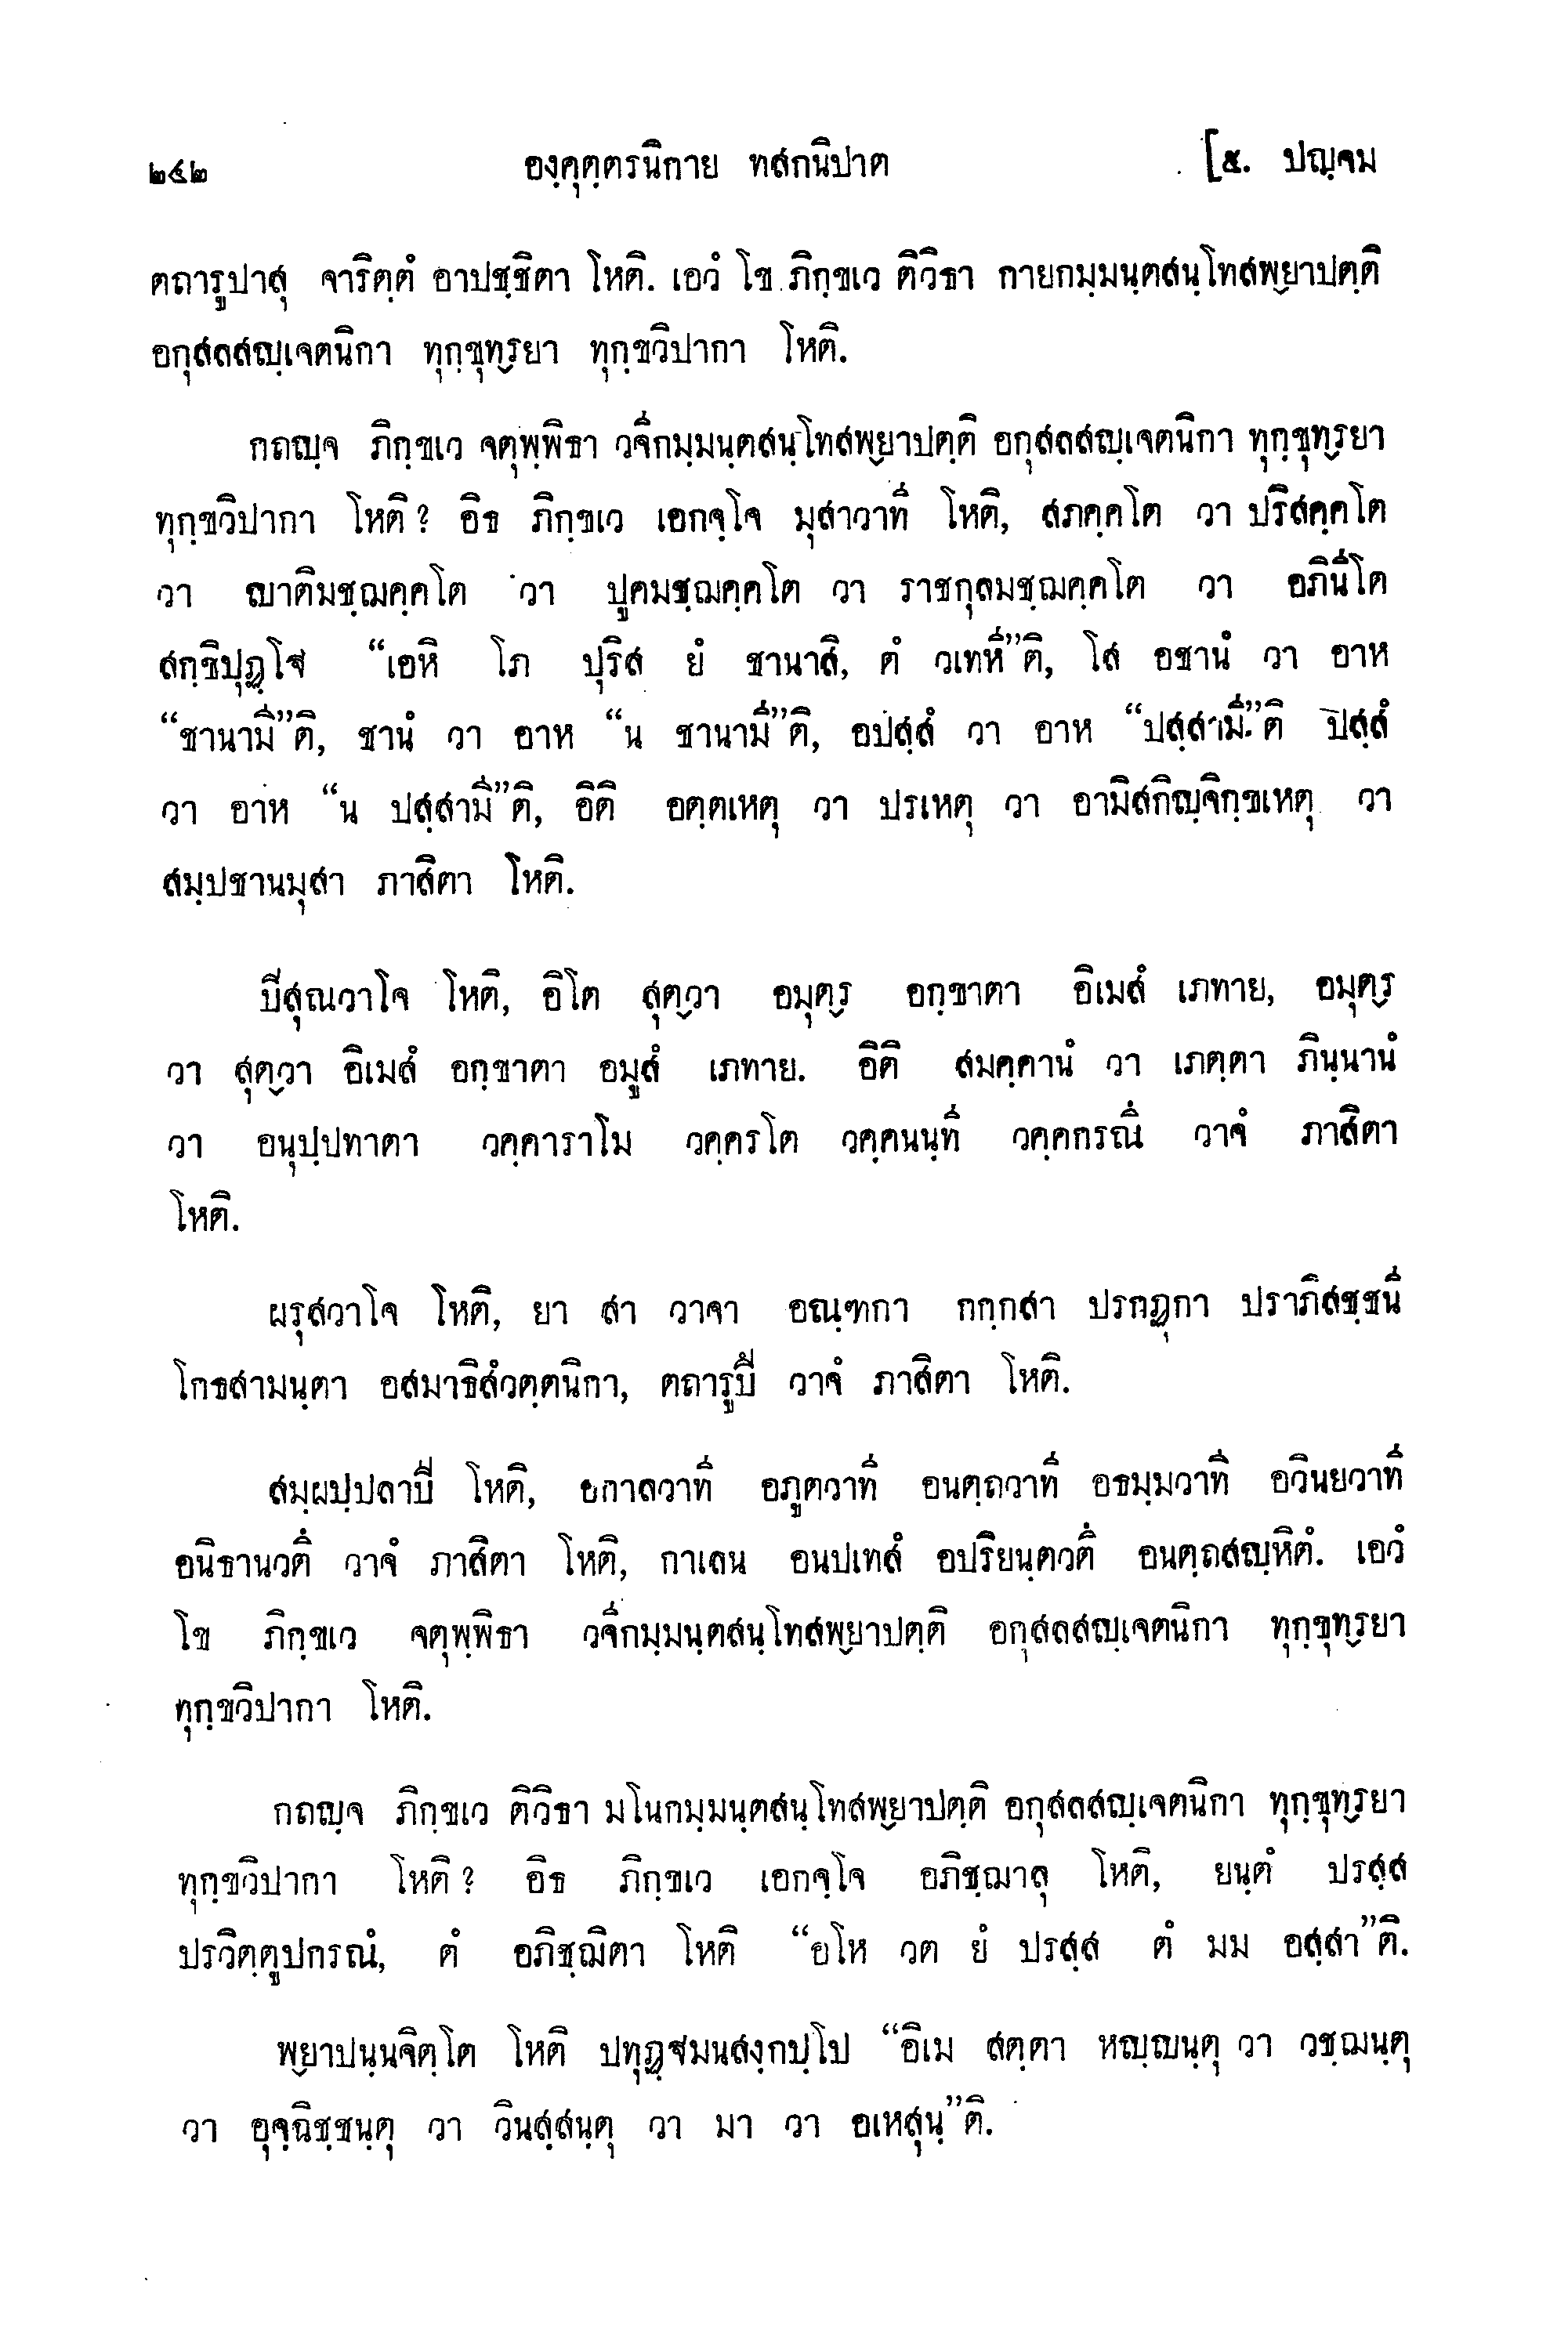 ๒๔๒ องฺคุตฺตรนิกาย ทสกนิปาต [๕. ปญฺจม
ตถารูปาสุ จาริตฺตํ อาปชฺชิตา โหติ. เอวํ โข ภิกฺขเว ติวิธา กายกมฺมนฺตสนฺโทสพฺยาปตฺติ
อกุสลสญฺเจตนิกา ทุกฺขุทฺรยา ทุกฺขวิปากา โหติ.
กถญฺจ ภิกฺขเว จตุพฺพิธา วจีกมฺมนฺตสนฺโทสพฺยาปตฺติ อกุสลสญฺเจตนิกา ทุกฺขุทฺรยา
ทุกฺขวิปากา โหติ? อิธ ภิกฺขเว เอกจฺโจ มุสาวาที โหติ, สภคฺคโต วา ปริสคฺคโต
วา ญาติมชฺฌคฺคโต วา ปูคมชฺฌคฺคโต วา ราชกุลมชฺฌคฺคโต วา อภินีโต
สกฺขิปุฏฺโฐ “เอหิ โภ ปุริส ยํ ชานาสิ, ตํ วเทหี”ติ, โส อชานํ วา อาห
“ชานามี”ติ, ชานํ วา อาห “น ชานามี”ติ, อปสฺสํ วา อาห “ปสฺสามี”ติ ปสฺสํ
วา อาห “น ปสฺสามี”ติ, อิติ อตฺตเหตุ วา ปรเหตุ วา อามิสกิญฺจิกฺขเหตุ วา
สมฺปชานมุสา ภาสิตา โหติ.
ปิสุณวาโจ โหติ, อิโต สุตฺวา อมุตฺร อกฺขาตา อิเมสํ เภทาย, อมุตฺร
วา สุตฺวา อิเมสํ อกฺขาตา อมูสํ เภทาย. อิติ สมคฺคานํ วา เภตฺตา ภินฺนานํ
วา อนุปฺปทาตา วคฺคาราโม วคฺครโต วคฺคนนฺที วคฺคกรณึ วาจํ ภาสิตา
โหติ.
ผรุสวาโจ โหติ, ยา สา วาจา อณฺฑกา กกฺกสา ปรกฏุกา ปราภิสชฺชนี
โกธสามนฺตา อสมาธิสํวตฺตนิกา, ตถารูปึ วาจํ ภาสิตา โหติ.
สมฺผปฺปลาปี โหติ, อกาลวาที อภูตวาที อนตฺถวาที อธมฺมวาที อวินยวาที
อนิธานวตึ วาจํ ภาสิตา โหติ, กาเลน อนปเทสํ อปริยนฺตวตึ อนตฺถสญฺหิตํ. เอวํ
โข ภิกฺขเว จตุพฺพิธา วจีกมฺมนฺตสนฺโทสพฺยาปตฺติ อกุสลสญฺเจตนิกา ทุกฺขุทฺรยา
ทุกฺขวิปากา โหติ.
กถญฺจ ภิกฺขเว ติวิธา มโนกมฺมนฺตสนฺโทสพฺยาปตฺติ อกุสลสญฺเจตนิกา ทุกฺขุทฺรยา
ทุกฺขวิปากา โหติ? อิธ ภิกฺขเว เอกจฺโจ อภิชฺฌาลุ โหติ, ยนฺตํ ปรสฺส
ปรวิตฺตูปกรณํ, ตํ อภิชฺฌิตา โหติ “อโห วต ยํ ปรสฺส ตํ มม อสฺสา”ติ.
พฺยาปนฺนจิตฺโต โหติ ปทุฏฺฐมนสงฺกปฺโป “อิเม สตฺตา หญฺญนฺตุ วา วชฺฌนฺตุ
วา อุจฺฉิชฺชนฺตุ วา วินสฺสนฺตุ วา มา วา อเหสุนฺ”ติ.